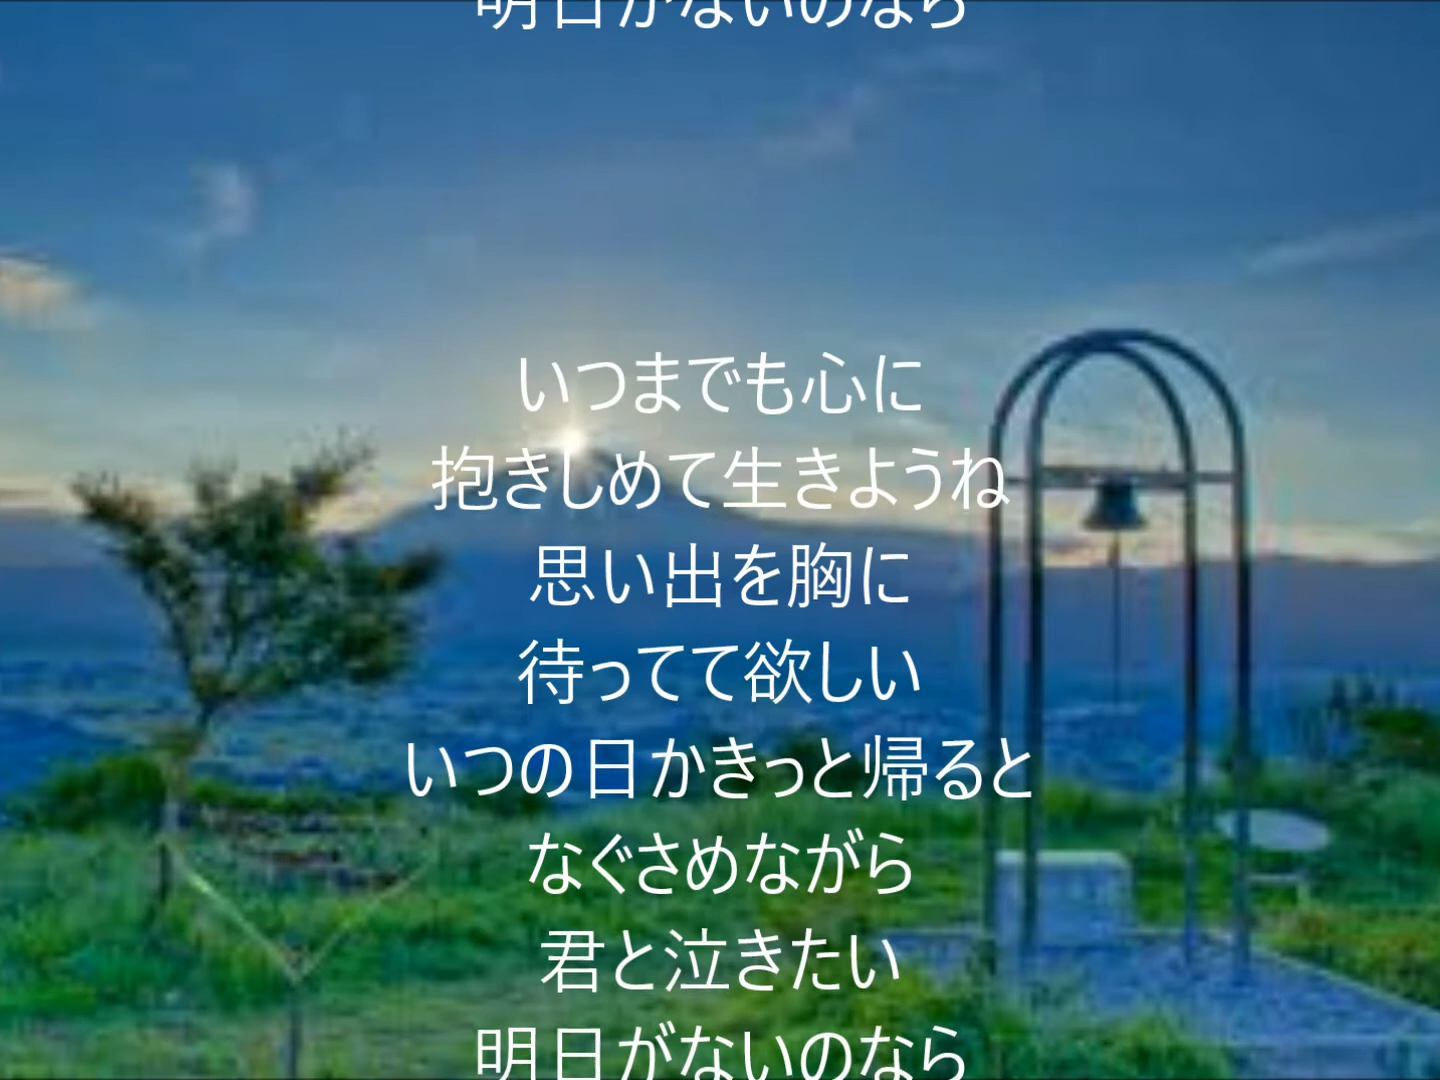 明日がないのなら
いつまでも心に
抱きしめて生きようね
思い出を胸に
待ってて欲しい
いつの日かきっと帰ると
なぐさめながら
君と泣きたい
明日がないのなら